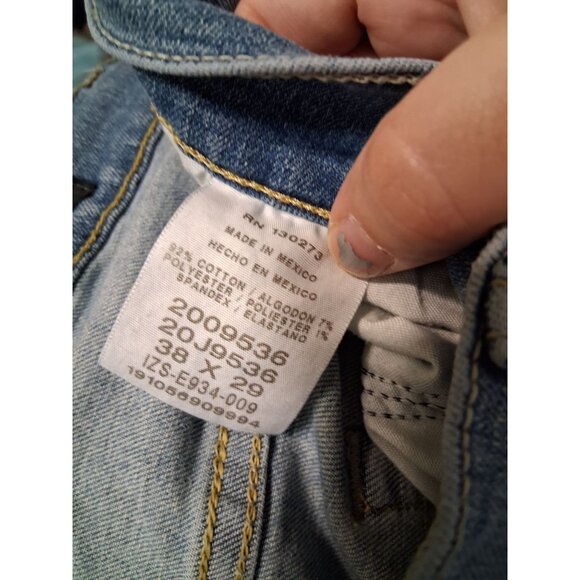 RN 130273
MADE IN MEXICO
HECHO EN MEXICO
92% COTTON / ALGODON 7%
POLYESTER / POLIESTER 1%
SPANDEX / ELASTANO
2009536
20J9536
38 X 29
IZS-E934-009
191056909994